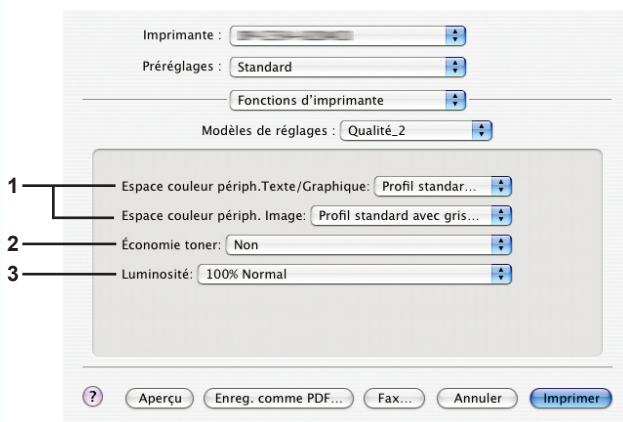 Imprimante :
Préréglages : Standard
Fonctions d'imprimante
Modèles de réglages : Qualité_2
1 Espace couleur périph.Texte/Graphique: Profil standar...
Espace couleur périph. Image: Profil standard avec gris...
2 Économie toner: Non
3 Luminosité: 100% Normal
? Aperçu Enreg. comme PDF... Fax... Annuler Imprimer